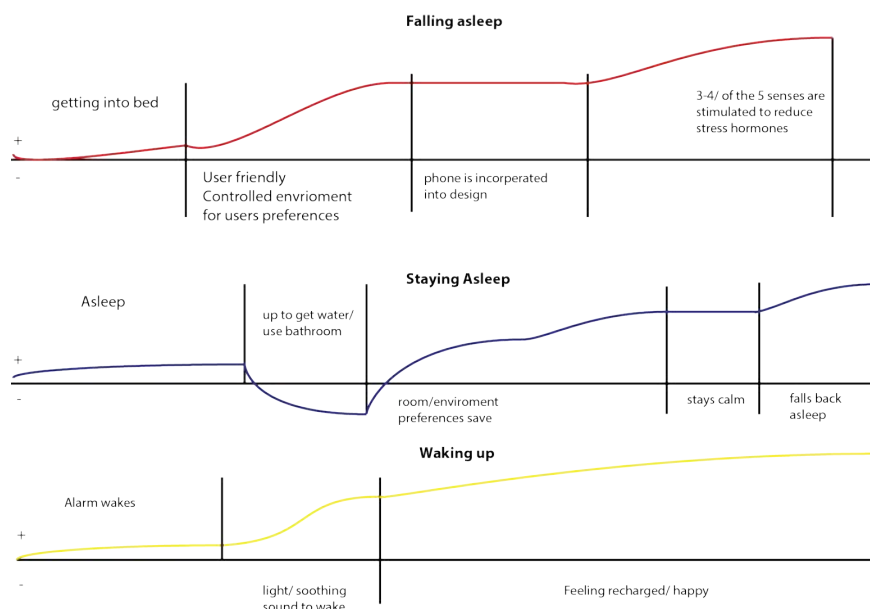 Falling asleep
getting into bed
+
-
User friendly
Controlled envrioment
for users preferences
phone is incorperated
into design
3-4/ of the 5 senses are
stimulated to reduce
stress hormones
Staying Asleep
Asleep
+
-
up to get water/
use bathroom
room/enviroment
preferences save
stays calm
falls back
asleep
Waking up
Alarm wakes
+
-
light/ soothing
sound to wake
Feeling recharged/ happy